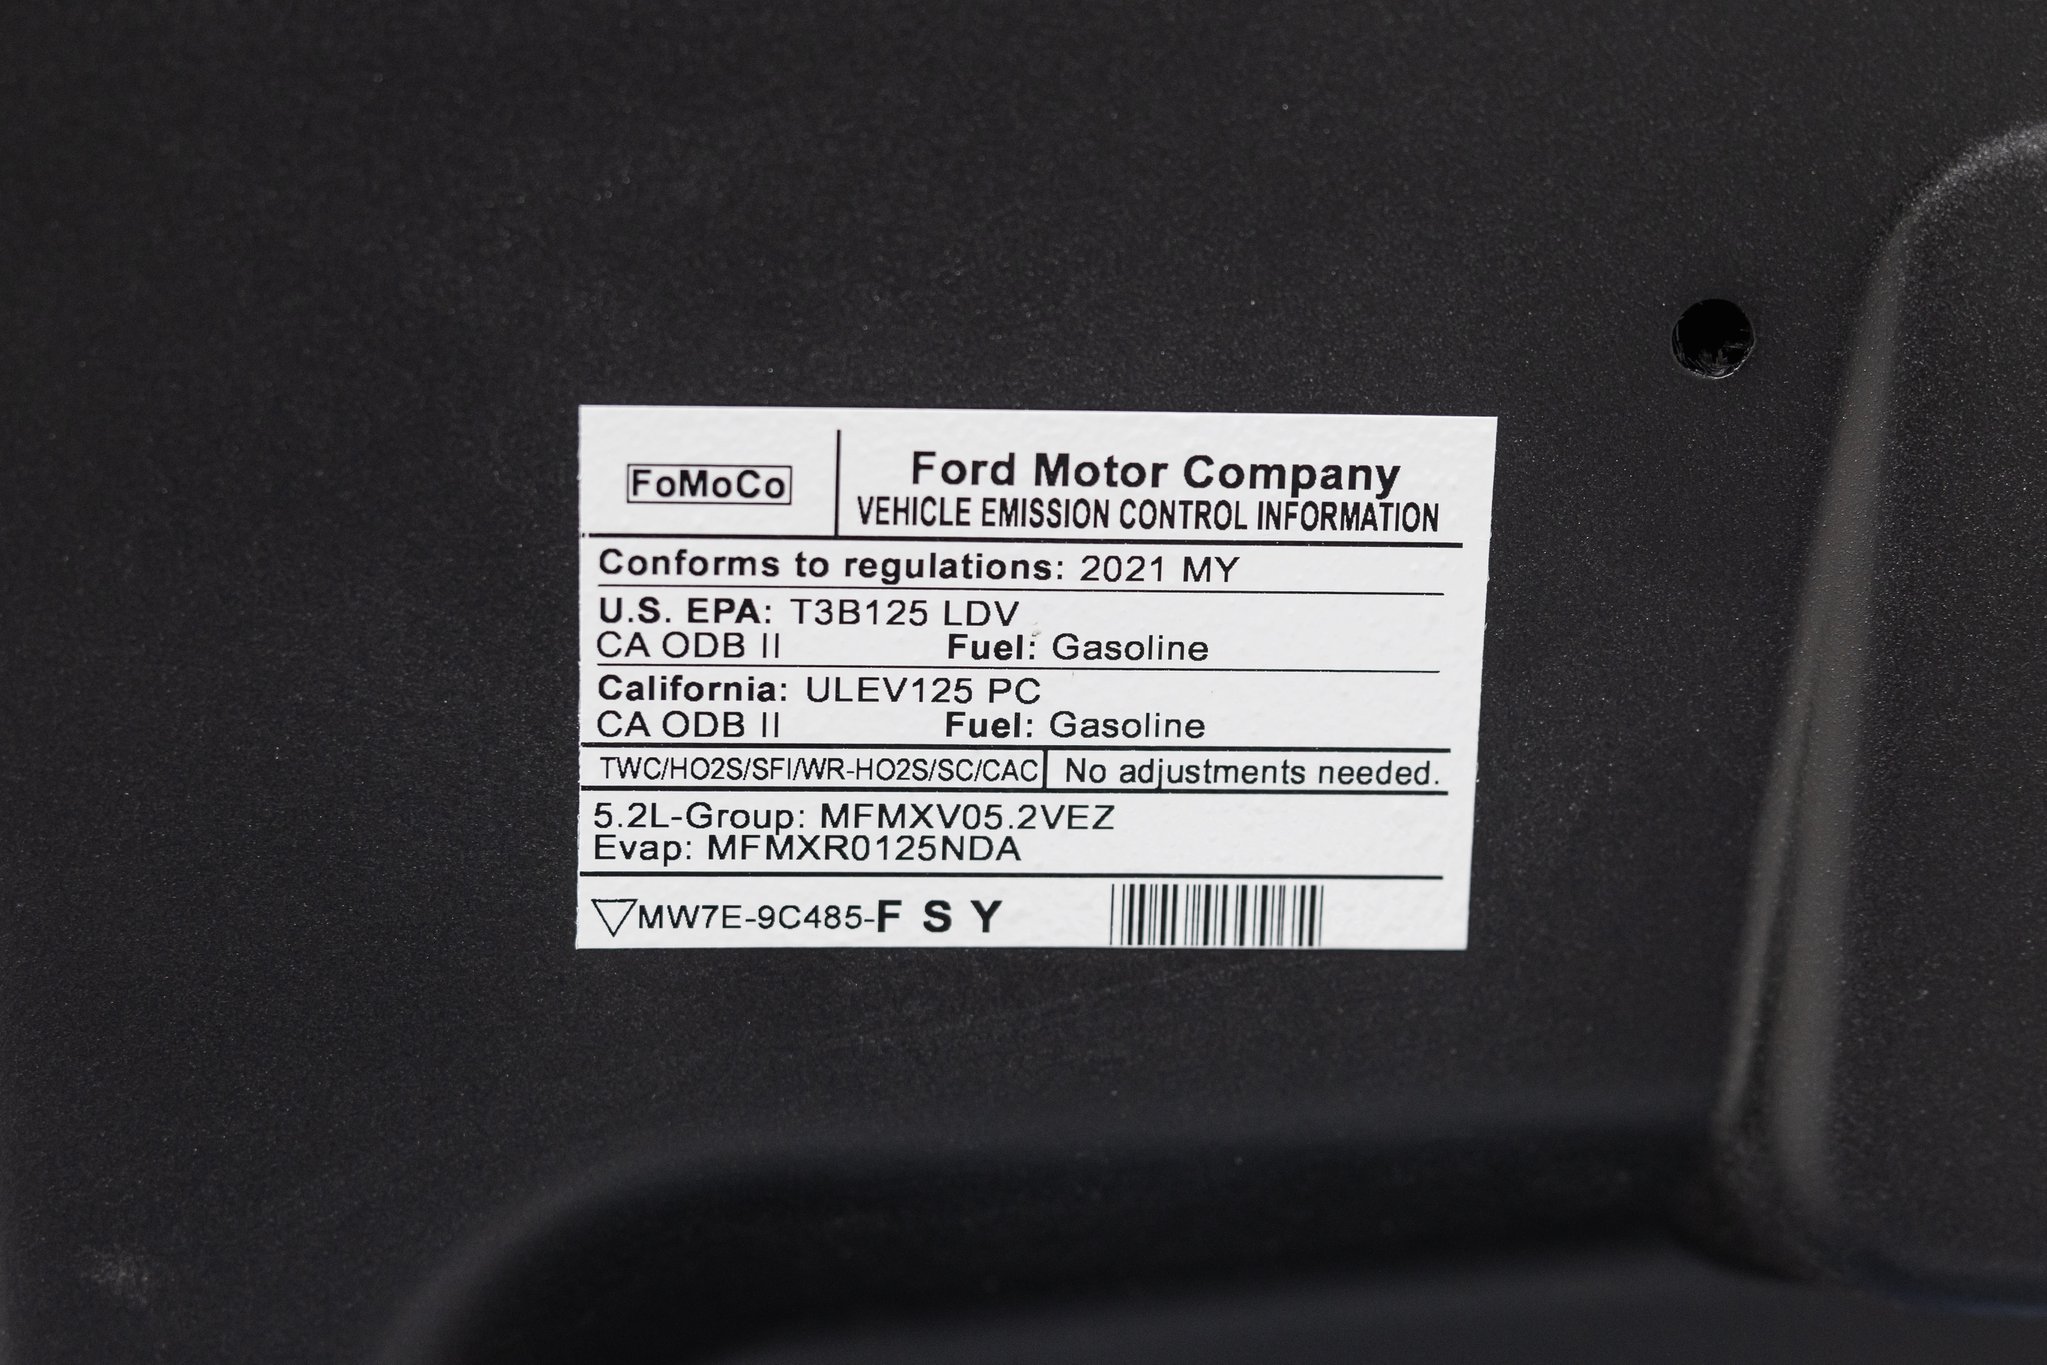 FoMoCo
Ford Motor Company
VEHICLE EMISSION CONTROL INFORMATION
Conforms to regulations: 2021 MY
U.S. EPA: T3B125 LDV
CA ODB II Fuel: Gasoline
California: ULEV125 PC
CA ODB II Fuel: Gasoline
TWC/HO2S/SFI/WR-HO2S/SC/CAC No adjustments needed.
5.2L-Group: MFMXV05.2VEZ
Evap: MFMXR0125NDA
MW7E-9C485-F S Y